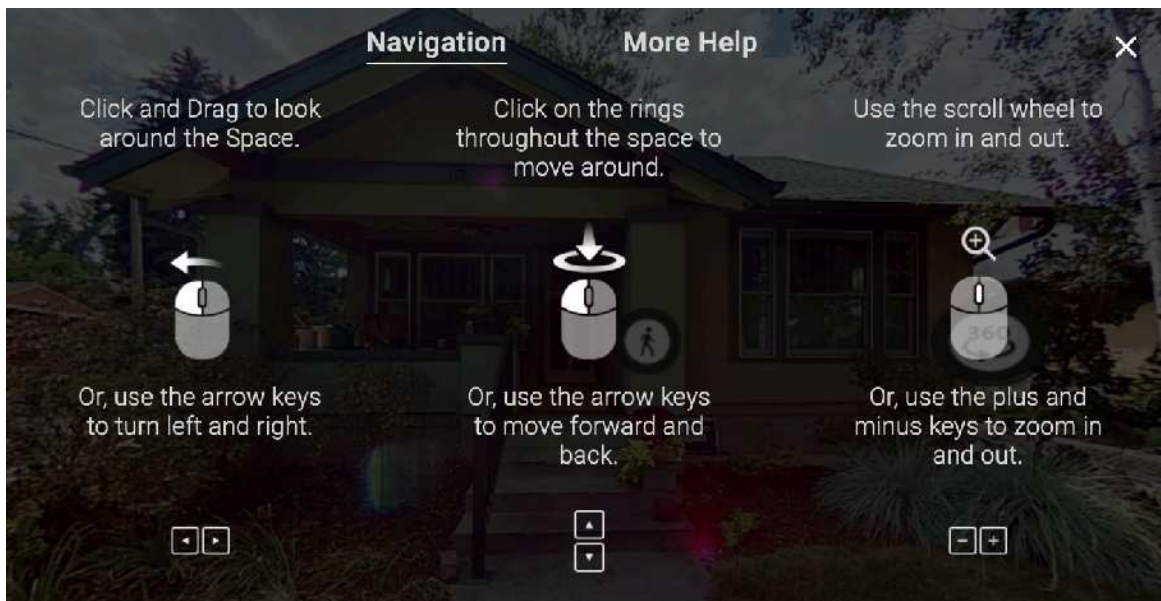 Navigation
More Help
Click and Drag to look
around the Space.
Click on the rings
throughout the space to
move around.
Use the scroll wheel to
zoom in and out.
360
Or, use the arrow keys
to turn left and right.
Or, use the arrow keys
to move forward and
back.
Or, use the plus and
minus keys to zoom in
and out.